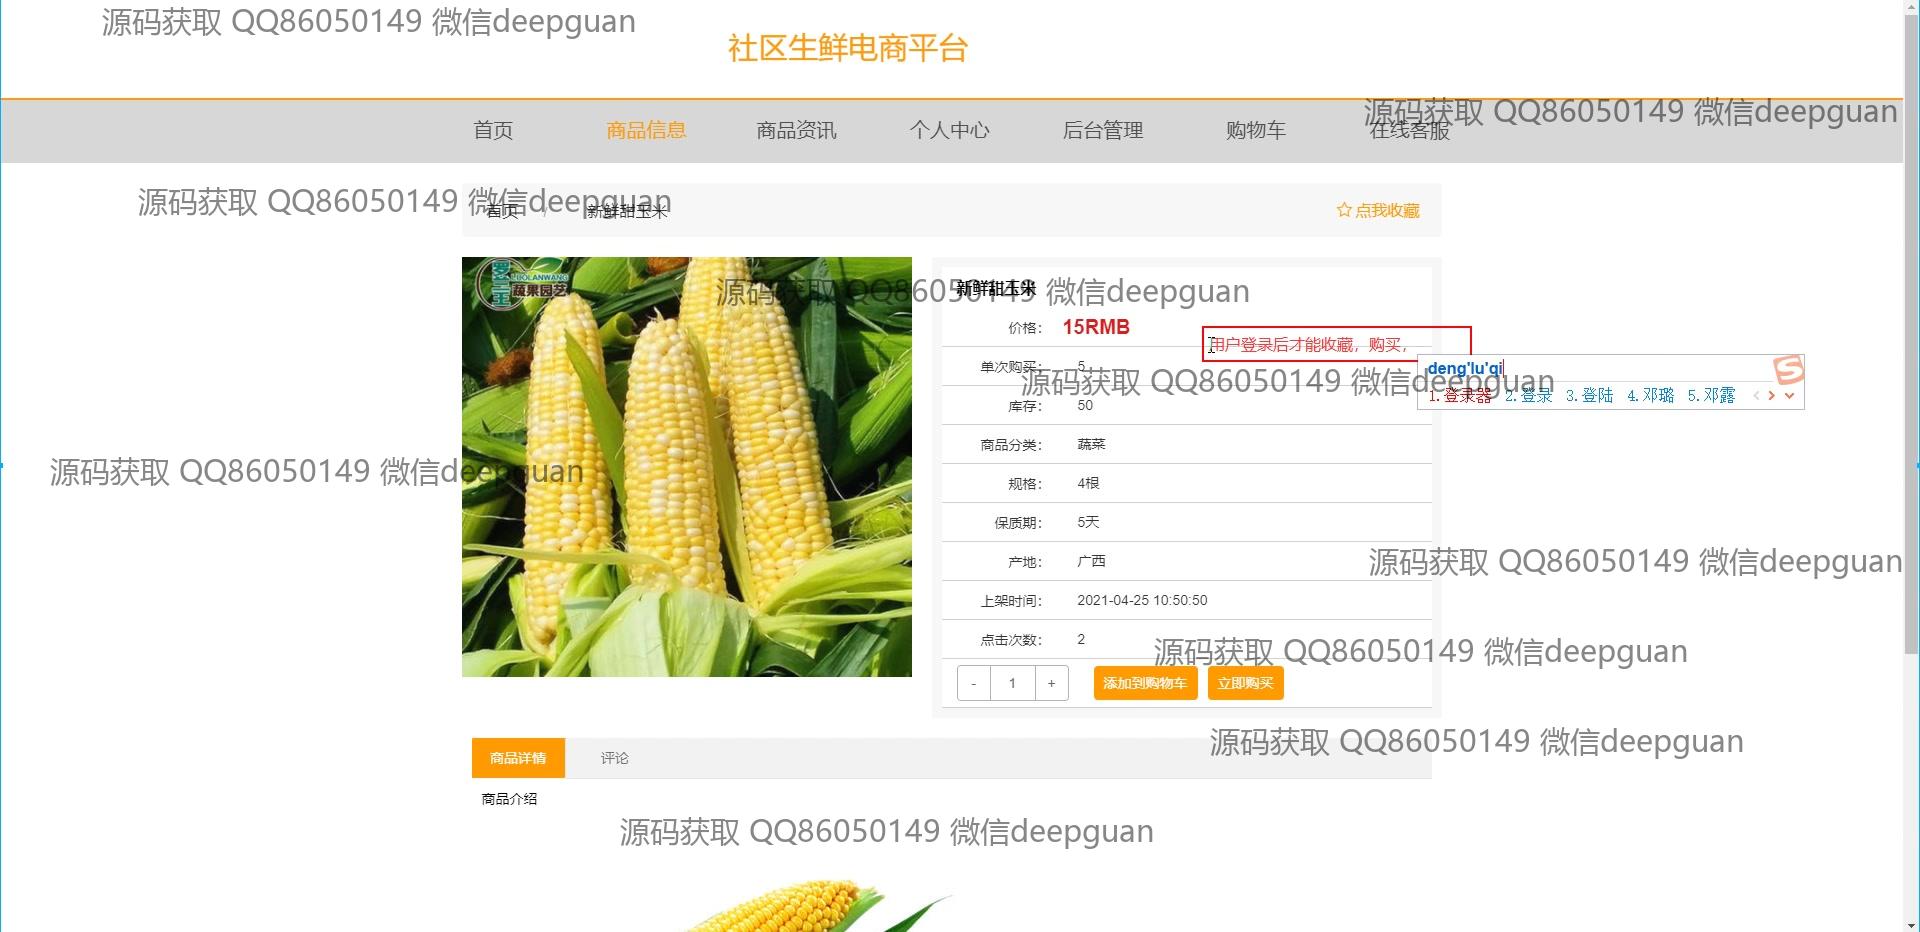 源码获取 QQ86050149 微信deepguan
社区生鲜电商平台
源码获取 QQ86050149 微信deepguan
首页 商品信息 商品资讯 个人中心 后台管理 购物车 在线客服
源码获取 QQ86050149 微信deepguan
首页 / 新鲜甜玉米 点我收藏
LUOLANWANG
罗兰王
蔬果园艺
源码获取 QQ86050149 微信deepguan
新鲜甜玉米
价格: 15RMB
用户登录后才能收藏，购买，
单次购买: 5
deng'lu'qi
源码获取 QQ86050149 微信deepguan
1.登录器 2.登录 3.登陆 4.邓璐 5.邓露
库存: 50
商品分类: 蔬菜
源码获取 QQ86050149 微信deepguan
规格: 4根
保质期: 5天
产地: 广西
源码获取 QQ86050149 微信deepguan
上架时间: 2021-04-25 10:50:50
点击次数: 2
源码获取 QQ86050149 微信deepguan
- 1 + 添加到购物车 立即购买
源码获取 QQ86050149 微信deepguan
商品详情 评论
商品介绍
源码获取 QQ86050149 微信deepguan